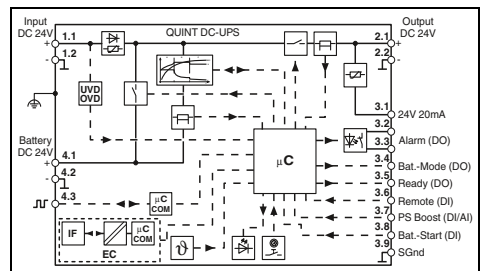 Input
DC 24V
QUINT DC-UPS
Output
DC 24V
+ 1.1
- 1.2
2.1 +
2.2 -
UVD
OVD
3.1
24V 20mA
3.2
3.3
Alarm (DO)
Battery
DC 24V
+ 4.1
- 4.2
4.3
µC
3.4
Bat.-Mode (DO)
3.5
Ready (DO)
3.6
Remote (DI)
3.7
PS Boost (DI/AI)
3.8
Bat.-Start (DI)
3.9
SGnd
µC
COM
IF
µC
COM
EC
ϑ